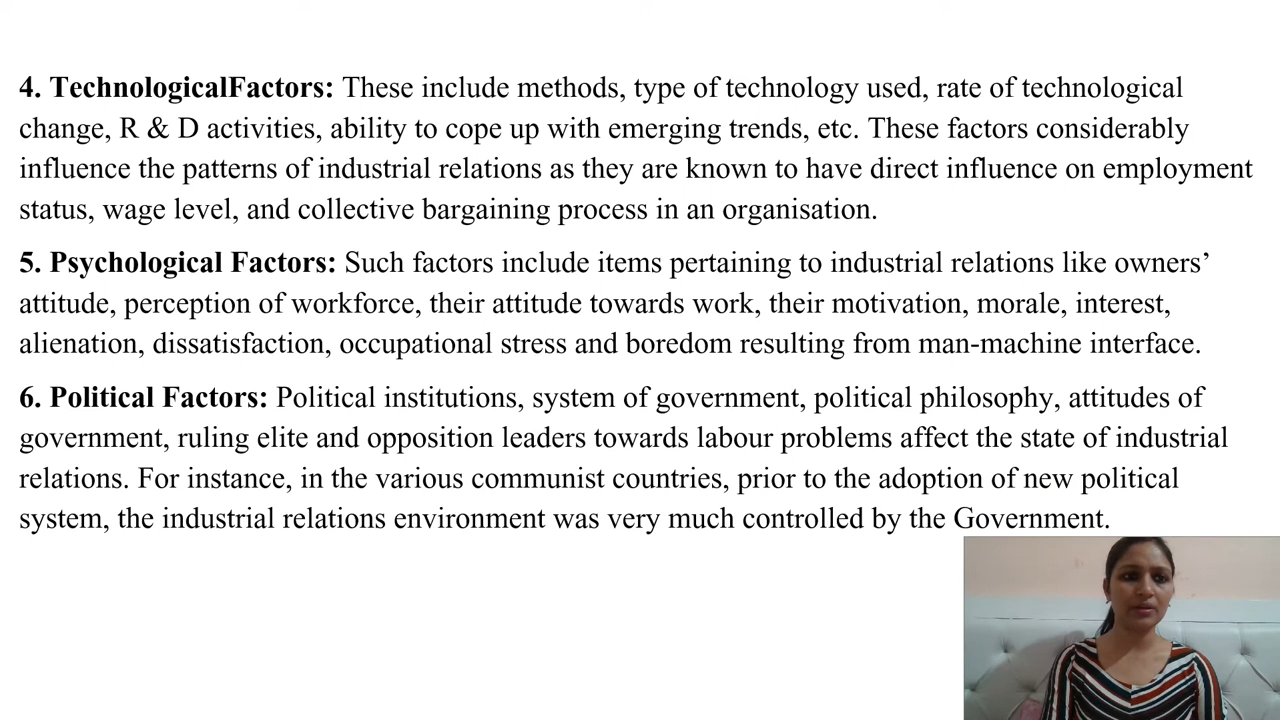 4. TechnologicalFactors: These include methods, type of technology used, rate of technological
change, R & D activities, ability to cope up with emerging trends, etc. These factors considerably
influence the patterns of industrial relations as they are known to have direct influence on employment
status, wage level, and collective bargaining process in an organisation.
5. Psychological Factors: Such factors include items pertaining to industrial relations like owners’
attitude, perception of workforce, their attitude towards work, their motivation, morale, interest,
alienation, dissatisfaction, occupational stress and boredom resulting from man-machine interface.
6. Political Factors: Political institutions, system of government, political philosophy, attitudes of
government, ruling elite and opposition leaders towards labour problems affect the state of industrial
relations. For instance, in the various communist countries, prior to the adoption of new political
system, the industrial relations environment was very much controlled by the Government.